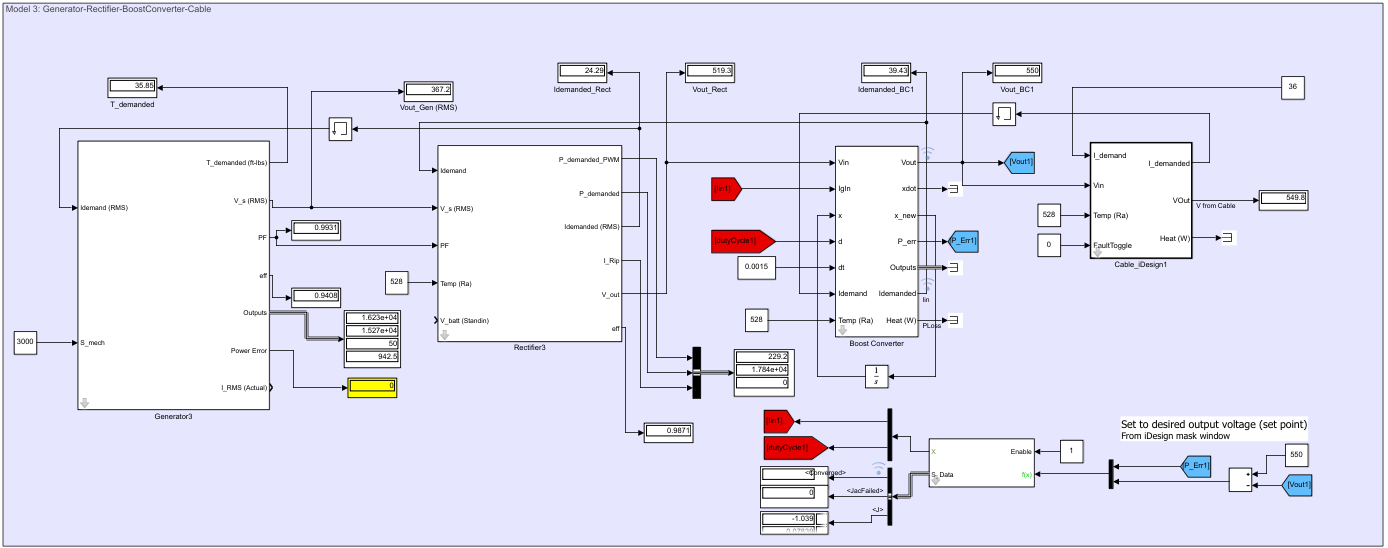 Model 3: Generator-Rectifier-BoostConverter-Cable
35.85
T_demanded
367.2
Vout_Gen (RMS)
24.29
Idemanded_Rect
519.3
Vout_Rect
39.43
Idemanded_BC1
550
Vout_BC1
36
T_demanded (ft-lbs)
V_s (RMS)
Idemand (RMS)
PF
eff
Outputs
S_mech
Power Error
I_RMS (Actual)
Generator3
3000
0.9931
0.9408
1.623e+04
1.527e+04
50
942.5
0
528
Idemand
V_s (RMS)
PF
Temp (Ra)
V_batt (Standin)
P_demanded_PWM
P_demanded
Idemanded (RMS)
I_Rip
V_out
eff
Rectifier3
229.2
1.784e+04
0
0.9871
[Iin1]
[dutyCycle1]
0.0015
528
Vin
IgIn
x
d
dt
Idemand
Temp (Ra)
Vout
xdot
x_new
P_err
Outputs
Idemanded
Heat (W)
Boost Converter
Iin
PLoss
[Vout1]
[P_Err1]
1
s
528
0
I_demand
Vin
Temp (Ra)
FaultToggle
I_demanded
VOut
Heat (W)
Cable_iDesign1
V from Cable
549.8
[Iin1]
[dutyCycle1]
<converged>
0
<JacFailed>
<J>
-1.039
X
S_Data
Enable
f(x)
1
Set to desired output voltage (set point)
From iDesign mask window
[P_Err1]
550
+
−
[Vout1]